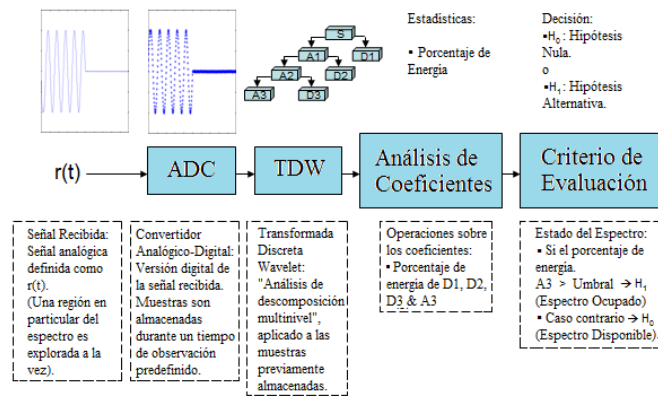 S
A1
D1
A2
D2
A3
D3
Estadísticas:
▪ Porcentaje de
Energía
Decisión:
▪H₀: Hipótesis
Nula.
o
▪H₁: Hipótesis
Alternativa.
r(t)
ADC
TDW
Análisis de
Coeficientes
Criterio de
Evaluación
Señal Recibida:
Señal analógica
definida como
r(t).
(Una región en
particular del
espectro es
explorada a la
vez).
Convertidor
Analógico-Digital:
Versión digital de
la señal recibida.
Muestras son
almacenadas
durante un tiempo
de observación
predefinido.
Transformada
Discreta
Wavelet:
"Análisis de
descomposición
multinivel",
aplicado a las
muestras
previamente
almacenadas.
Operaciones sobre
los coeficientes:
▪ Porcentaje de
energía de D1, D2,
D3 & A3
Estado del Espectro:
▪ Si el porcentaje de
energía.
A3 > Umbral → H₁
(Espectro Ocupado)
▪ Caso contrario → H₀
(Espectro Disponible).